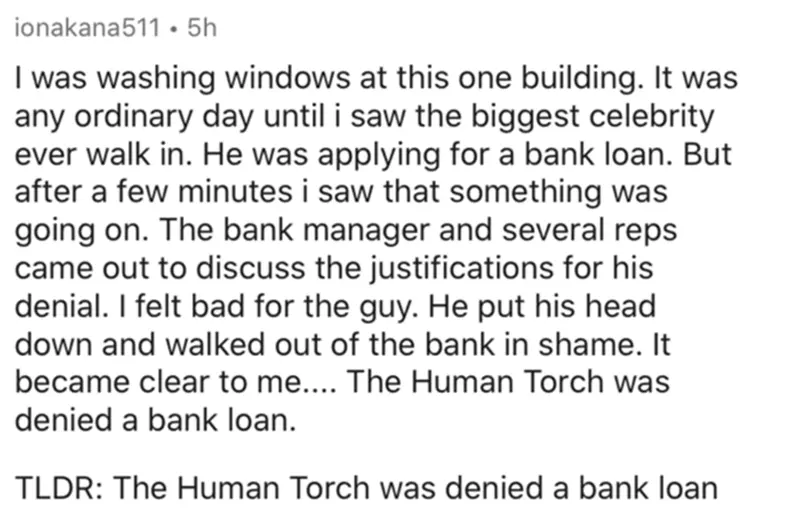 ionakana511 • 5h
I was washing windows at this one building. It was
any ordinary day until i saw the biggest celebrity
ever walk in. He was applying for a bank loan. But
after a few minutes i saw that something was
going on. The bank manager and several reps
came out to discuss the justifications for his
denial. I felt bad for the guy. He put his head
down and walked out of the bank in shame. It
became clear to me.... The Human Torch was
denied a bank loan.
TLDR: The Human Torch was denied a bank loan